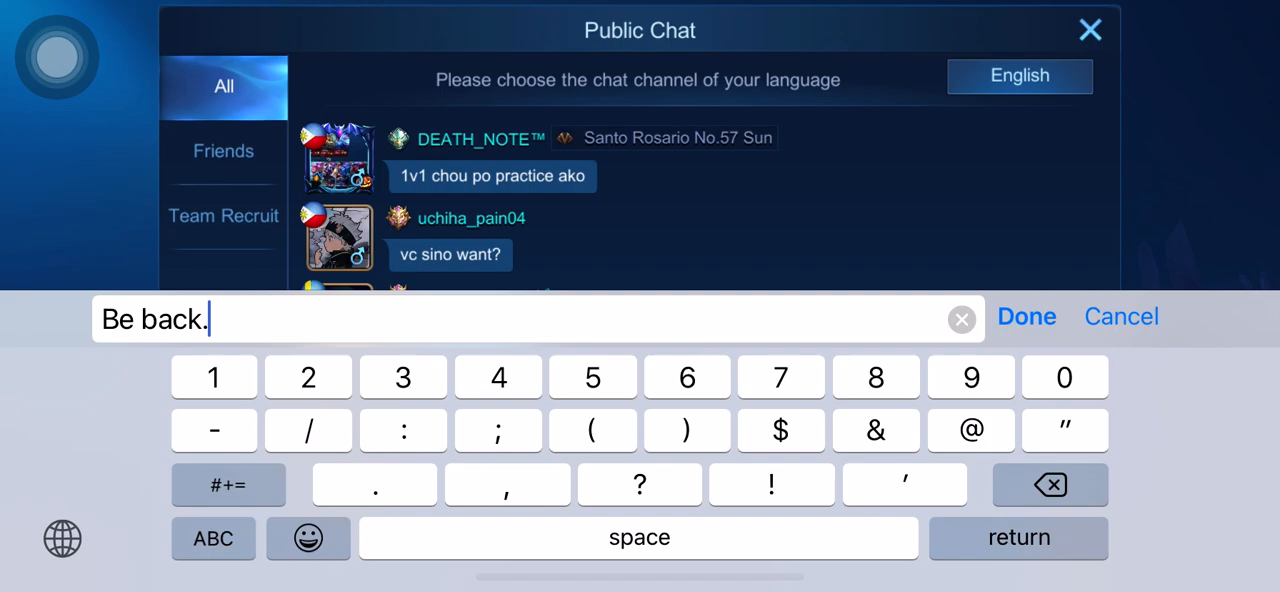 Public Chat
All
Please choose the chat channel of your language
English
Friends
DEATH_NOTE™ Santo Rosario No.57 Sun
1v1 chou po practice ako
Team Recruit
uchiha_pain04
vc sino want?
Be back.
Done
Cancel
1 2 3 4 5 6 7 8 9 0
- / : ; ( ) $ & @ "
#+= . , ? ! '
ABC space return